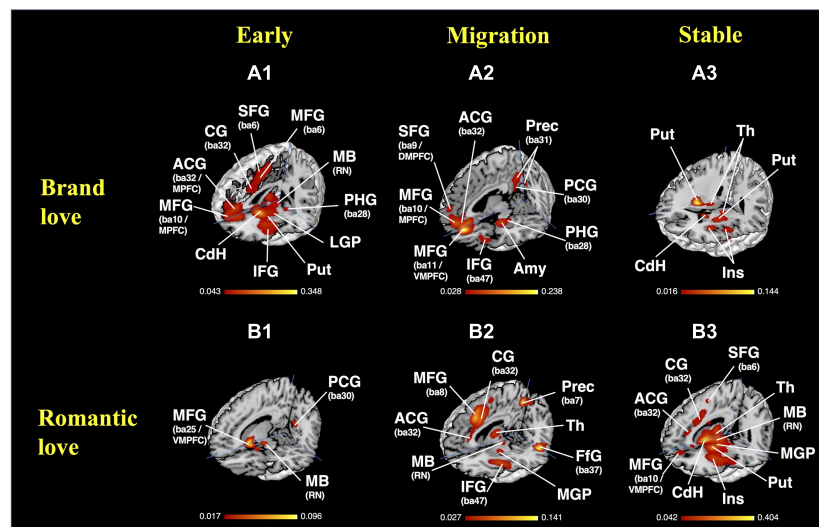 Early
Migration
Stable
Brand
love
A1
SFG
(ba6)
MFG
(ba6)
CG
(ba32)
MB
(RN)
ACG
(ba32 /
MPFC)
PHG
(ba28)
MFG
(ba10 /
MPFC)
LGP
CdH
IFG
Put
0.043
0.348
A2
ACG
(ba32)
SFG
(ba9 /
DMPFC)
Prec
(ba31)
MFG
(ba10 /
MPFC)
PCG
(ba30)
PHG
(ba28)
MFG
(ba11 /
VMPFC)
IFG
(ba47)
Amy
0.028
0.238
A3
Put
Th
Put
CdH
Ins
0.016
0.144
Romantic
love
B1
PCG
(ba30)
MFG
(ba25 /
VMPFC)
MB
(RN)
0.017
0.096
B2
CG
(ba32)
MFG
(ba8)
Prec
(ba7)
ACG
(ba32)
Th
MB
(RN)
FfG
(ba37)
IFG
(ba47)
MGP
0.027
0.141
B3
SFG
(ba6)
CG
(ba32)
Th
ACG
(ba32)
MB
(RN)
MGP
MFG
(ba10
VMPFC)
Put
CdH
Ins
0.042
0.404